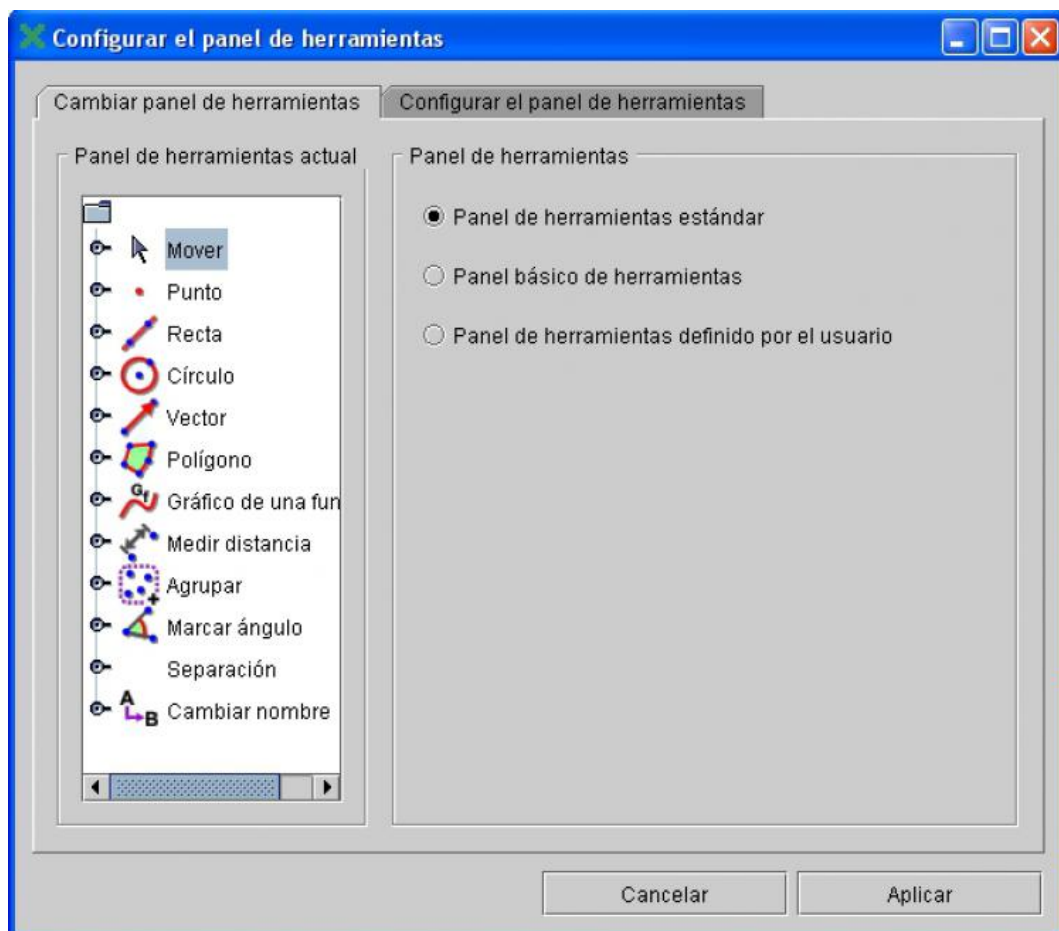 Configurar el panel de herramientas
Cambiar panel de herramientas
Configurar el panel de herramientas
Panel de herramientas actual
Mover
Punto
Recta
Círculo
Vector
Polígono
Gráfico de una fun
Medir distancia
Agrupar
Marcar ángulo
Separación
Cambiar nombre
Panel de herramientas
Panel de herramientas estándar
Panel básico de herramientas
Panel de herramientas definido por el usuario
Cancelar
Aplicar